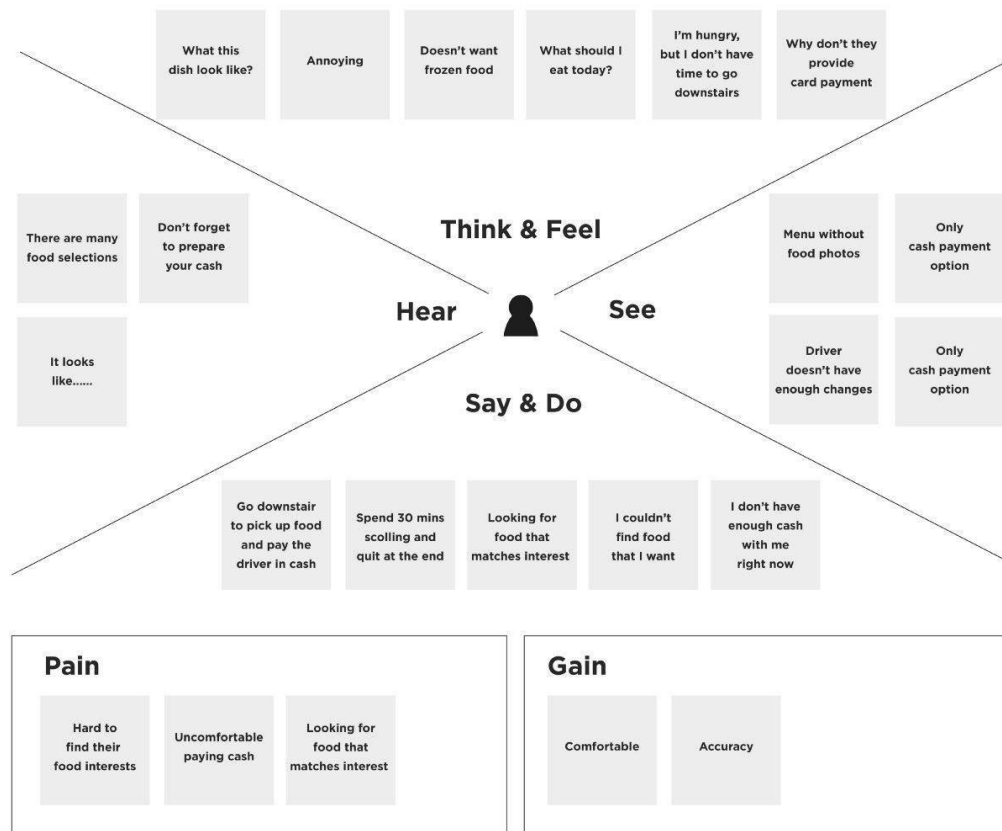 What this
dish look like?
Annoying
Doesn't want
frozen food
What should I
eat today?
I'm hungry,
but I don't have
time to go
downstairs
Why don't they
provide
card payment
Think & Feel
There are many
food selections
Don't forget
to prepare
your cash
It looks
like......
Hear
See
Menu without
food photos
Only
cash payment
option
Driver
doesn't have
enough changes
Only
cash payment
option
Say & Do
Go downstair
to pick up food
and pay the
driver in cash
Spend 30 mins
scolling and
quit at the end
Looking for
food that
matches interest
I couldn't
find food
that I want
I don't have
enough cash
with me
right now
Pain
Hard to
find their
food interests
Uncomfortable
paying cash
Looking for
food that
matches interest
Gain
Comfortable
Accuracy